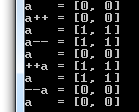 a = [0, 0]
a++ = [0, 0]
a = [1, 1]
a-- = [1, 1]
a = [0, 0]
++a = [1, 1]
a = [1, 1]
--a = [0, 0]
a = [0, 0]